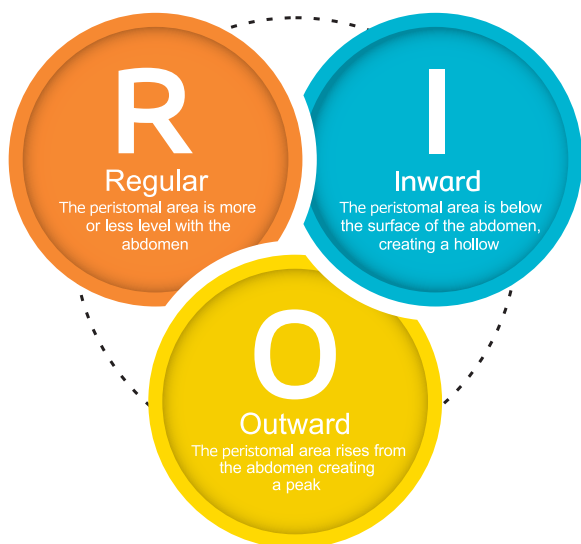 R
Regular
The peristomal area is more
or less level with the
abdomen
I
Inward
The peristomal area is below
the surface of the abdomen,
creating a hollow
O
Outward
The peristomal area rises from
the abdomen creating
a peak